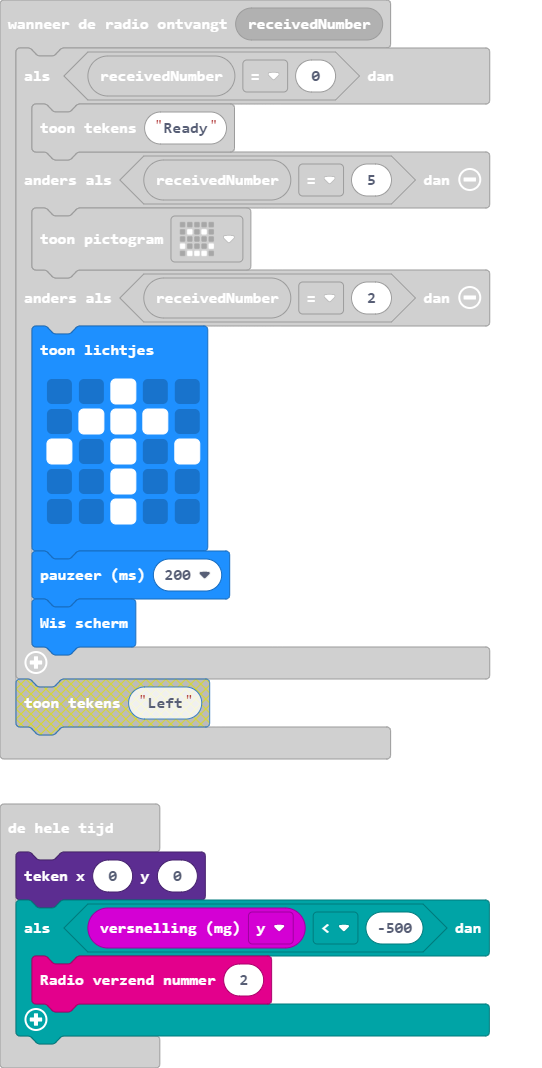 wanneer de radio ontvangt receivedNumber
als receivedNumber = 0 dan
toon tekens "Ready"
anders als receivedNumber = 5 dan
toon pictogram
anders als receivedNumber = 2 dan
toon lichtjes
pauzeer (ms) 200
Wis scherm
toon tekens "Left"
de hele tijd
teken x 0 y 0
als versnelling (mg) y < -500 dan
Radio verzend nummer 2